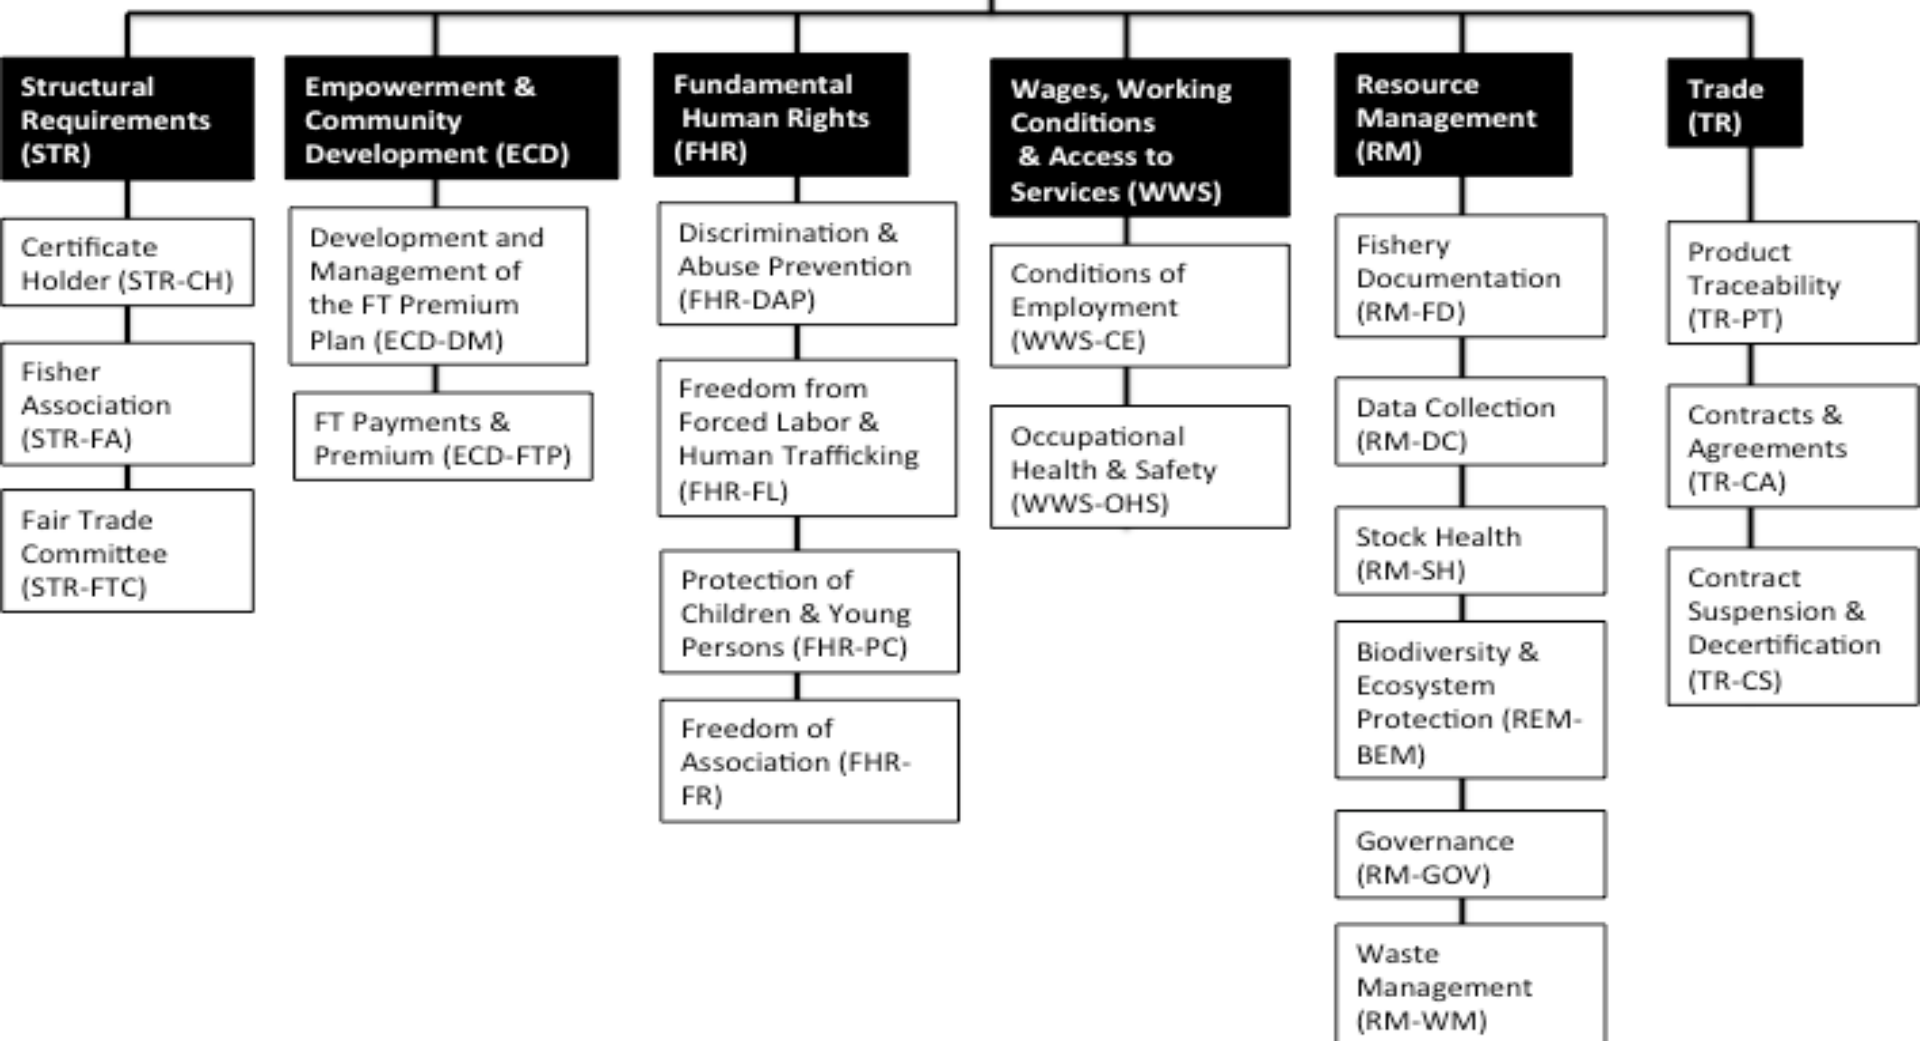 Structural
Requirements
(STR)
Certificate
Holder (STR-CH)
Fisher
Association
(STR-FA)
Fair Trade
Committee
(STR-FTC)
Empowerment &
Community
Development (ECD)
Development and
Management of
the FT Premium
Plan (ECD-DM)
FT Payments &
Premium (ECD-FTP)
Fundamental
Human Rights
(FHR)
Discrimination &
Abuse Prevention
(FHR-DAP)
Freedom from
Forced Labor &
Human Trafficking
(FHR-FL)
Protection of
Children & Young
Persons (FHR-PC)
Freedom of
Association (FHR-
FR)
Wages, Working
Conditions
& Access to
Services (WWS)
Conditions of
Employment
(WWS-CE)
Occupational
Health & Safety
(WWS-OHS)
Resource
Management
(RM)
Fishery
Documentation
(RM-FD)
Data Collection
(RM-DC)
Stock Health
(RM-SH)
Biodiversity &
Ecosystem
Protection (REM-
BEM)
Governance
(RM-GOV)
Waste
Management
(RM-WM)
Trade
(TR)
Product
Traceability
(TR-PT)
Contracts &
Agreements
(TR-CA)
Contract
Suspension &
Decertification
(TR-CS)